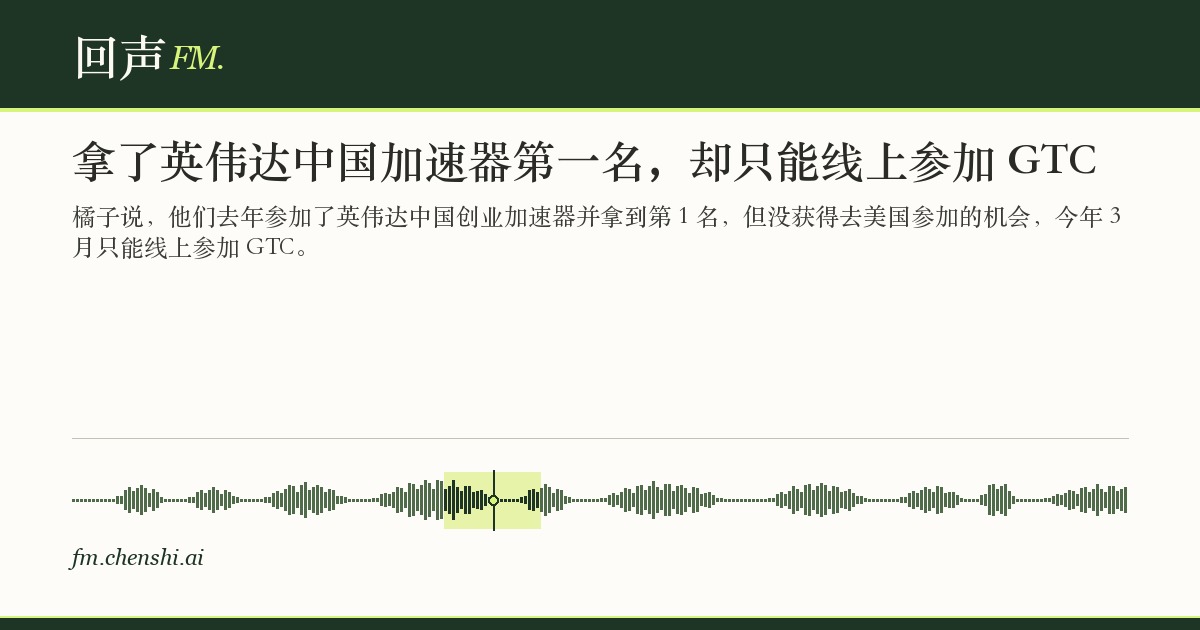 回声 FM.
拿了英伟达中国加速器第一名，却只能线上参加 GTC
橘子说，他们去年参加了英伟达中国创业加速器并拿到第 1 名，但没获得去美国参加的机会，今年 3
月只能线上参加 GTC。
fm.chenshi.ai